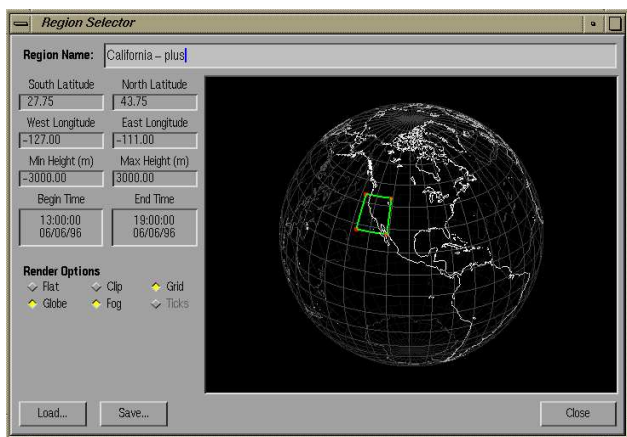 Region Selector
Region Name: California – plus
South Latitude North Latitude
27.75 43.75
West Longitude East Longitude
-127.00 -111.00
Min Height (m) Max Height (m)
-3000.00 3000.00
Begin Time End Time
13:00:00 19:00:00
06/06/96 06/06/96
Render Options
Flat Clip Grid
Globe Fog Ticks
Load... Save... Close